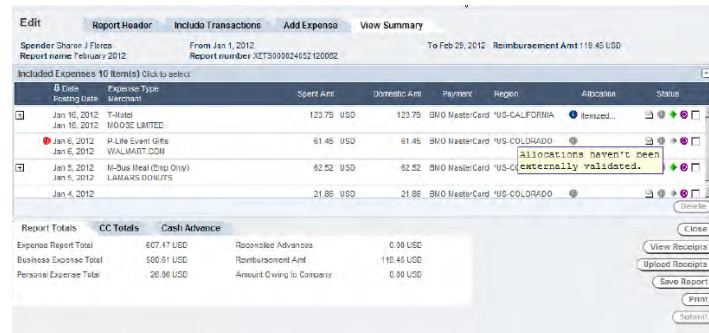 Edit Report Header Include Transactions Add Expense View Summary
Spender Sharon J Flores From Jan 1, 2012 To Feb 29, 2012 Reimbursement Amt 119.45 USD
Report name February 2012 Report number XETS000024052120062
Included Expenses 10 Item(s) Click to select
Date Expense Type Spent Amt Domestic Amt Payment Region Allocation Status
Posting Date Merchant
Jan 16, 2012 T-Hotel 123.79 USD 123.79 BMO MasterCard *US-CALIFORNIA Itemized...
Jan 16, 2012 MOOSE LIMITED
Jan 6, 2012 P-Life Event Gifts 61.45 USD 61.45 BMO MasterCard *US-COLORADO
Jan 6, 2012 WALMART.COM
Allocations haven't been
externally validated.
Jan 5, 2012 M-Bus Meal (Emp Only) 62.52 USD 62.52 BMO MasterCard *US-CO
Jan 5, 2012 LAMARS DONUTS
Jan 4, 2012 21.86 USD 21.86 BMO MasterCard *US-COLORADO
Delete
Report Totals CC Totals Cash Advance
Close
Expense Report Total 607.47 USD Reconciled Advances 0.00 USD
View Receipts
Business Expense Total 580.61 USD Reimbursement Amt 119.45 USD
Upload Receipts
Personal Expense Total 26.86 USD Amount Owing to Company 0.00 USD
Save Report
Print
Submit